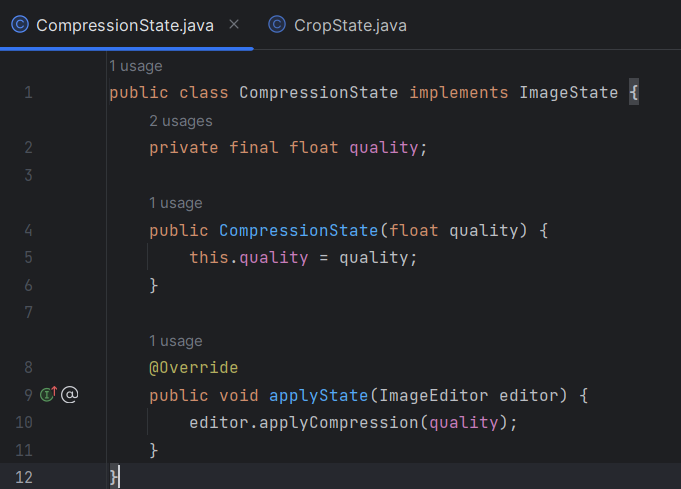 CompressionState.java CropState.java
1 usage
1 public class CompressionState implements ImageState {
2 usages
2 private final float quality;
3
1 usage
4 public CompressionState(float quality) {
5 this.quality = quality;
6 }
7
1 usage
8 @Override
9 public void applyState(ImageEditor editor) {
10 editor.applyCompression(quality);
11 }
12 }